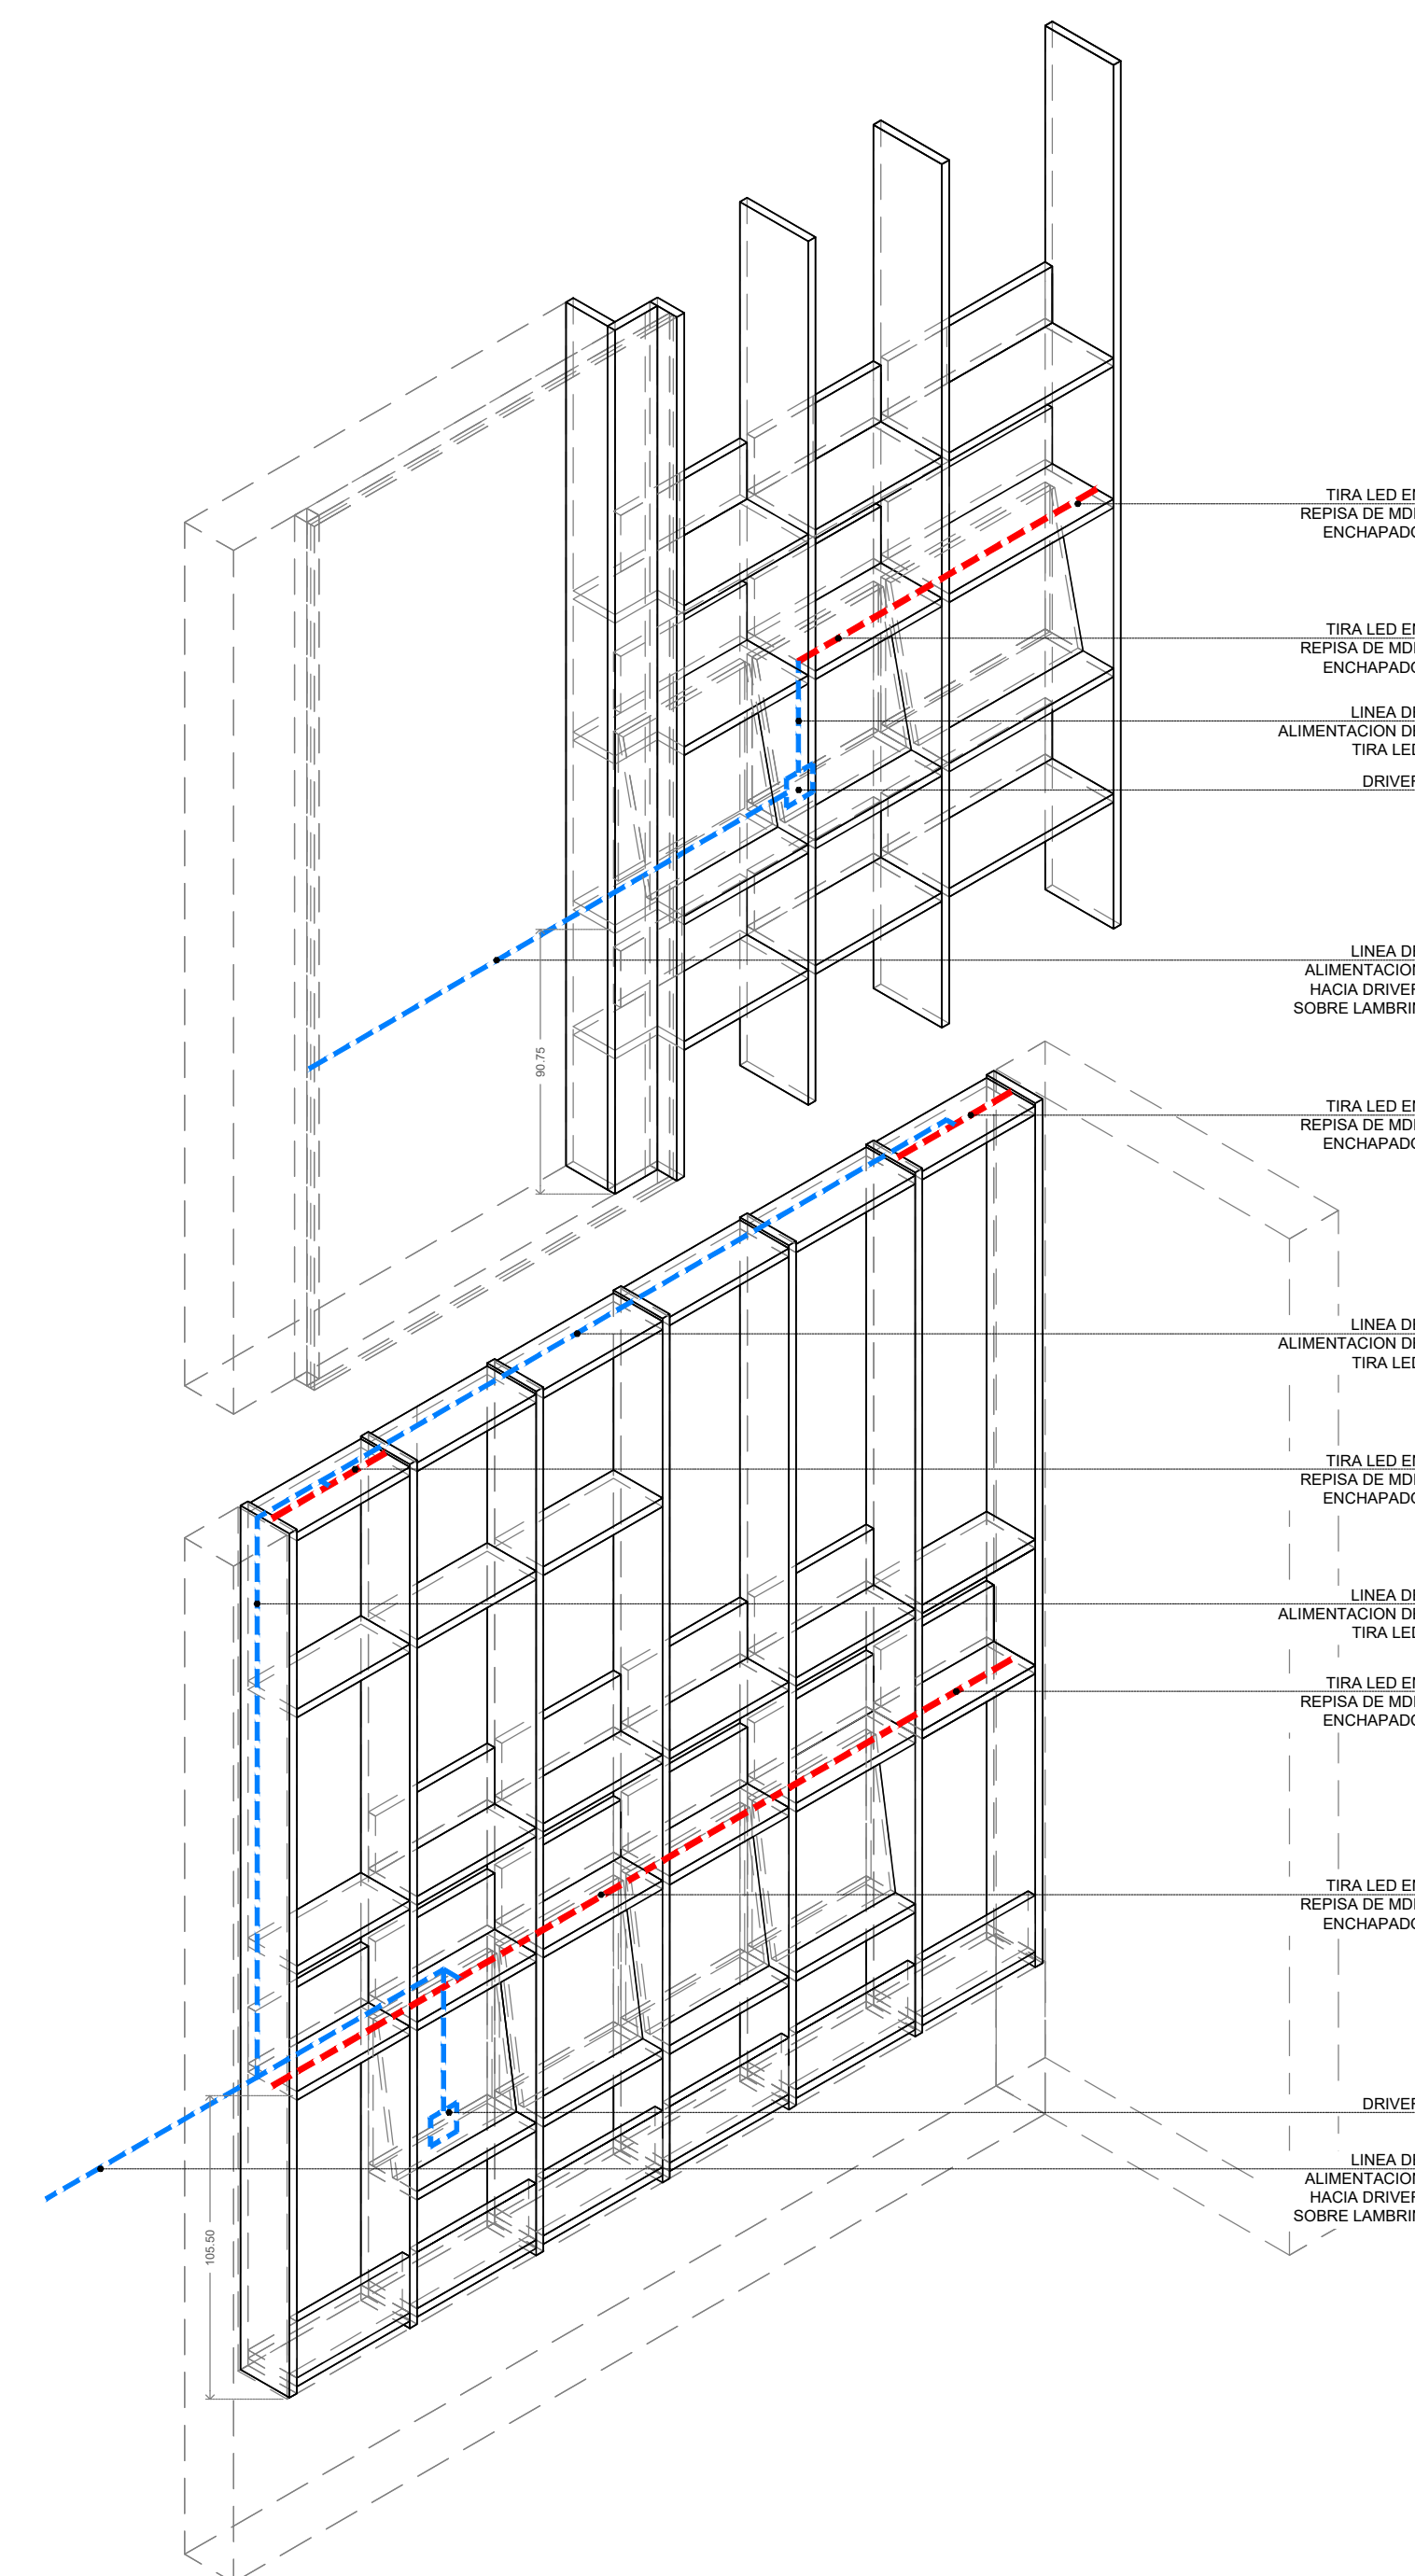 TIRA LED EN
REPISA DE MDF
ENCHAPADO
TIRA LED EN
REPISA DE MDF
ENCHAPADO
LINEA DE
ALIMENTACION DE
TIRA LED
DRIVER
LINEA DE
ALIMENTACION
HACIA DRIVER
SOBRE LAMBRIN
90.75
TIRA LED EN
REPISA DE MDF
ENCHAPADO
LINEA DE
ALIMENTACION DE
TIRA LED
TIRA LED EN
REPISA DE MDF
ENCHAPADO
LINEA DE
ALIMENTACION DE
TIRA LED
TIRA LED EN
REPISA DE MDF
ENCHAPADO
TIRA LED EN
REPISA DE MDF
ENCHAPADO
DRIVER
LINEA DE
ALIMENTACION
HACIA DRIVER
SOBRE LAMBRIN
105.50